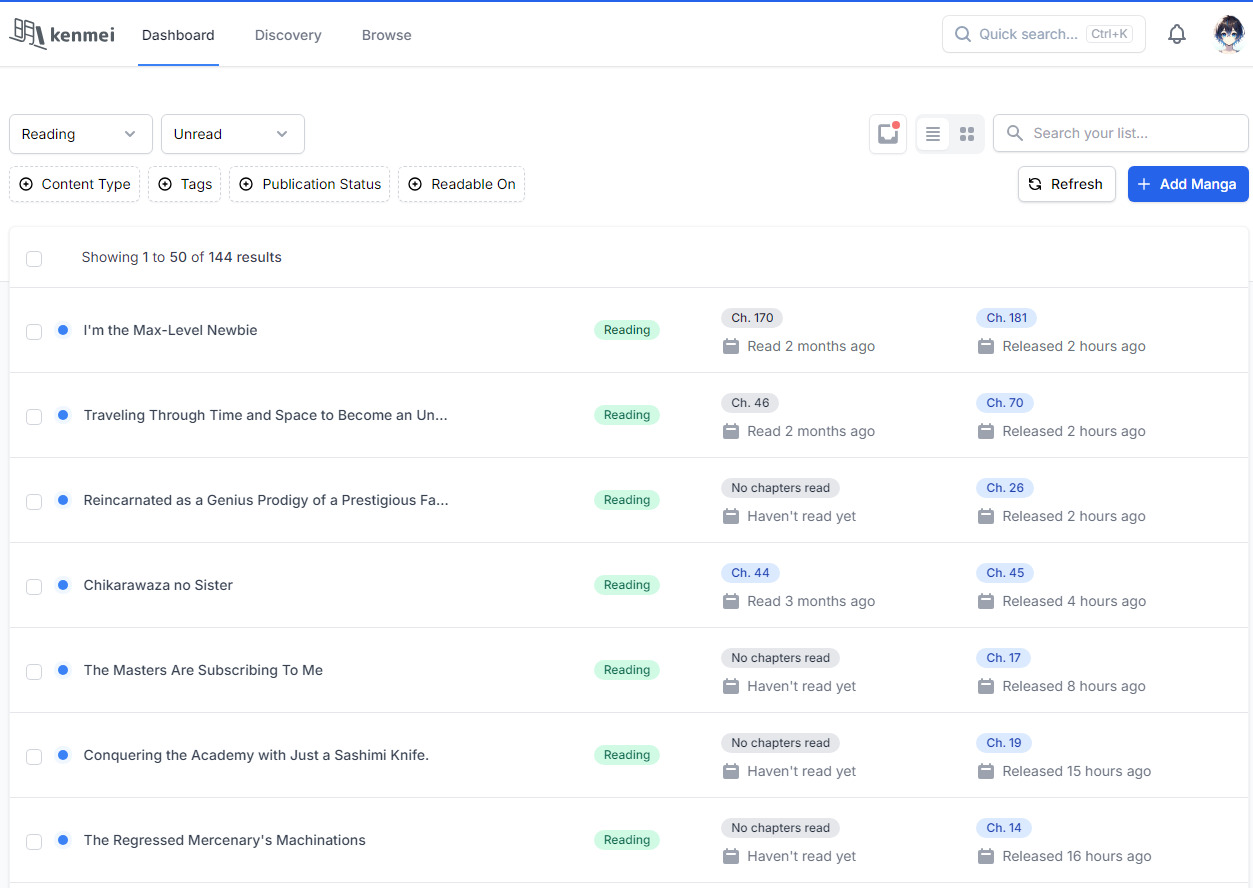 kenmei Dashboard Discovery Browse Quick search... Ctrl+K
Reading Unread Search your list...
Content Type Tags Publication Status Readable On Refresh Add Manga
Showing 1 to 50 of 144 results
I'm the Max-Level Newbie Reading Ch. 170 Ch. 181
Read 2 months ago Released 2 hours ago
Traveling Through Time and Space to Become an Un... Reading Ch. 46 Ch. 70
Read 2 months ago Released 2 hours ago
Reincarnated as a Genius Prodigy of a Prestigious Fa... Reading No chapters read Ch. 26
Haven't read yet Released 2 hours ago
Chikarawaza no Sister Reading Ch. 44 Ch. 45
Read 3 months ago Released 4 hours ago
The Masters Are Subscribing To Me Reading No chapters read Ch. 17
Haven't read yet Released 8 hours ago
Conquering the Academy with Just a Sashimi Knife. Reading No chapters read Ch. 19
Haven't read yet Released 15 hours ago
The Regressed Mercenary's Machinations Reading No chapters read Ch. 14
Haven't read yet Released 16 hours ago